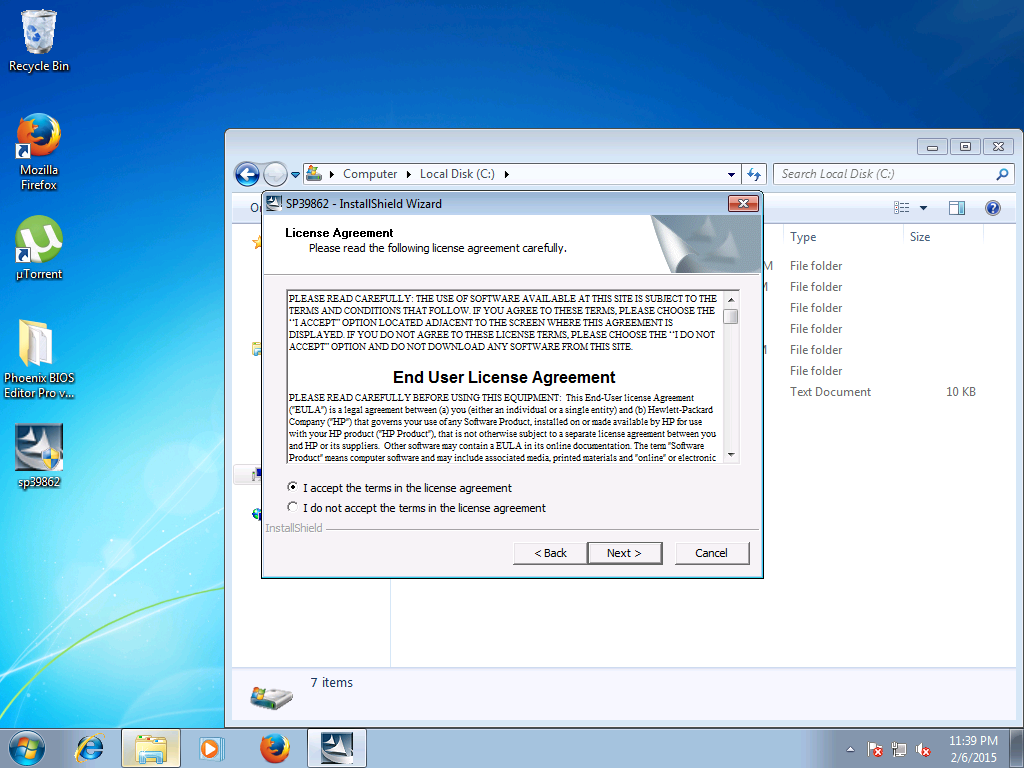 Recycle Bin
Mozilla
Firefox
µTorrent
Phoenix BIOS
Editor Pro v...
sp39862
Computer
Local Disk (C:)
Search Local Disk (C:)
Type
Size
File folder
File folder
File folder
File folder
File folder
File folder
Text Document
10 KB
SP39862 - InstallShield Wizard
License Agreement
Please read the following license agreement carefully.
PLEASE READ CAREFULLY: THE USE OF SOFTWARE AVAILABLE AT THIS SITE IS SUBJECT TO THE
TERMS AND CONDITIONS THAT FOLLOW. IF YOU AGREE TO THESE TERMS, PLEASE CHOOSE THE
``I ACCEPT'' OPTION LOCATED ADJACENT TO THE SCREEN WHERE THIS AGREEMENT IS
DISPLAYED. IF YOU DO NOT AGREE TO THESE LICENSE TERMS, PLEASE CHOOSE THE ``I DO NOT
ACCEPT'' OPTION AND DO NOT DOWNLOAD ANY SOFTWARE FROM THIS SITE.
End User License Agreement
PLEASE READ CAREFULLY BEFORE USING THIS EQUIPMENT: This End-User license Agreement
("EULA") is a legal agreement between (a) you (either an individual or a single entity) and (b) Hewlett-Packard
Company ("HP") that governs your use of any Software Product, installed on or made available by HP for use
with your HP product ("HP Product"), that is not otherwise subject to a separate license agreement between you
and HP or its suppliers. Other software may contain a EULA in its online documentation. The term "Software
Product" means computer software and may include associated media, printed materials and "online" or electronic
I accept the terms in the license agreement
I do not accept the terms in the license agreement
InstallShield
< Back
Next >
Cancel
7 items
11:39 PM
2/6/2015